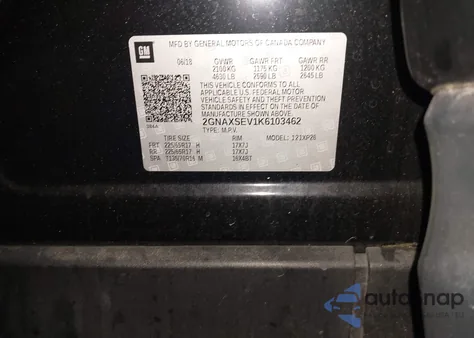 GM
MFD BY GENERAL MOTORS OF CANADA COMPANY
06/18 GVWR GAWR FRT GAWR RR
2100KG 1175 KG 1200 KG
4630 LB 2590 LB 2645 LB
THIS VEHICLE CONFORMS TO ALL
APPLICABLE U.S. FEDERAL MOTOR
VEHICLE SAFETY AND THEFT PREVENTION
STANDARDS IN EFFECT ON THE DATE OF
MANUFACTURE SHOWN ABOVE.
2GNAXSEV1K6103462
TYPE: M.P.V.
TIRE SIZE RIM MODEL: 121XP26
FRT 225/65R17 H 17X7J
RR 225/65R17 H 17X7J
SPA T135/70R16 M 16X4BT
autosnap